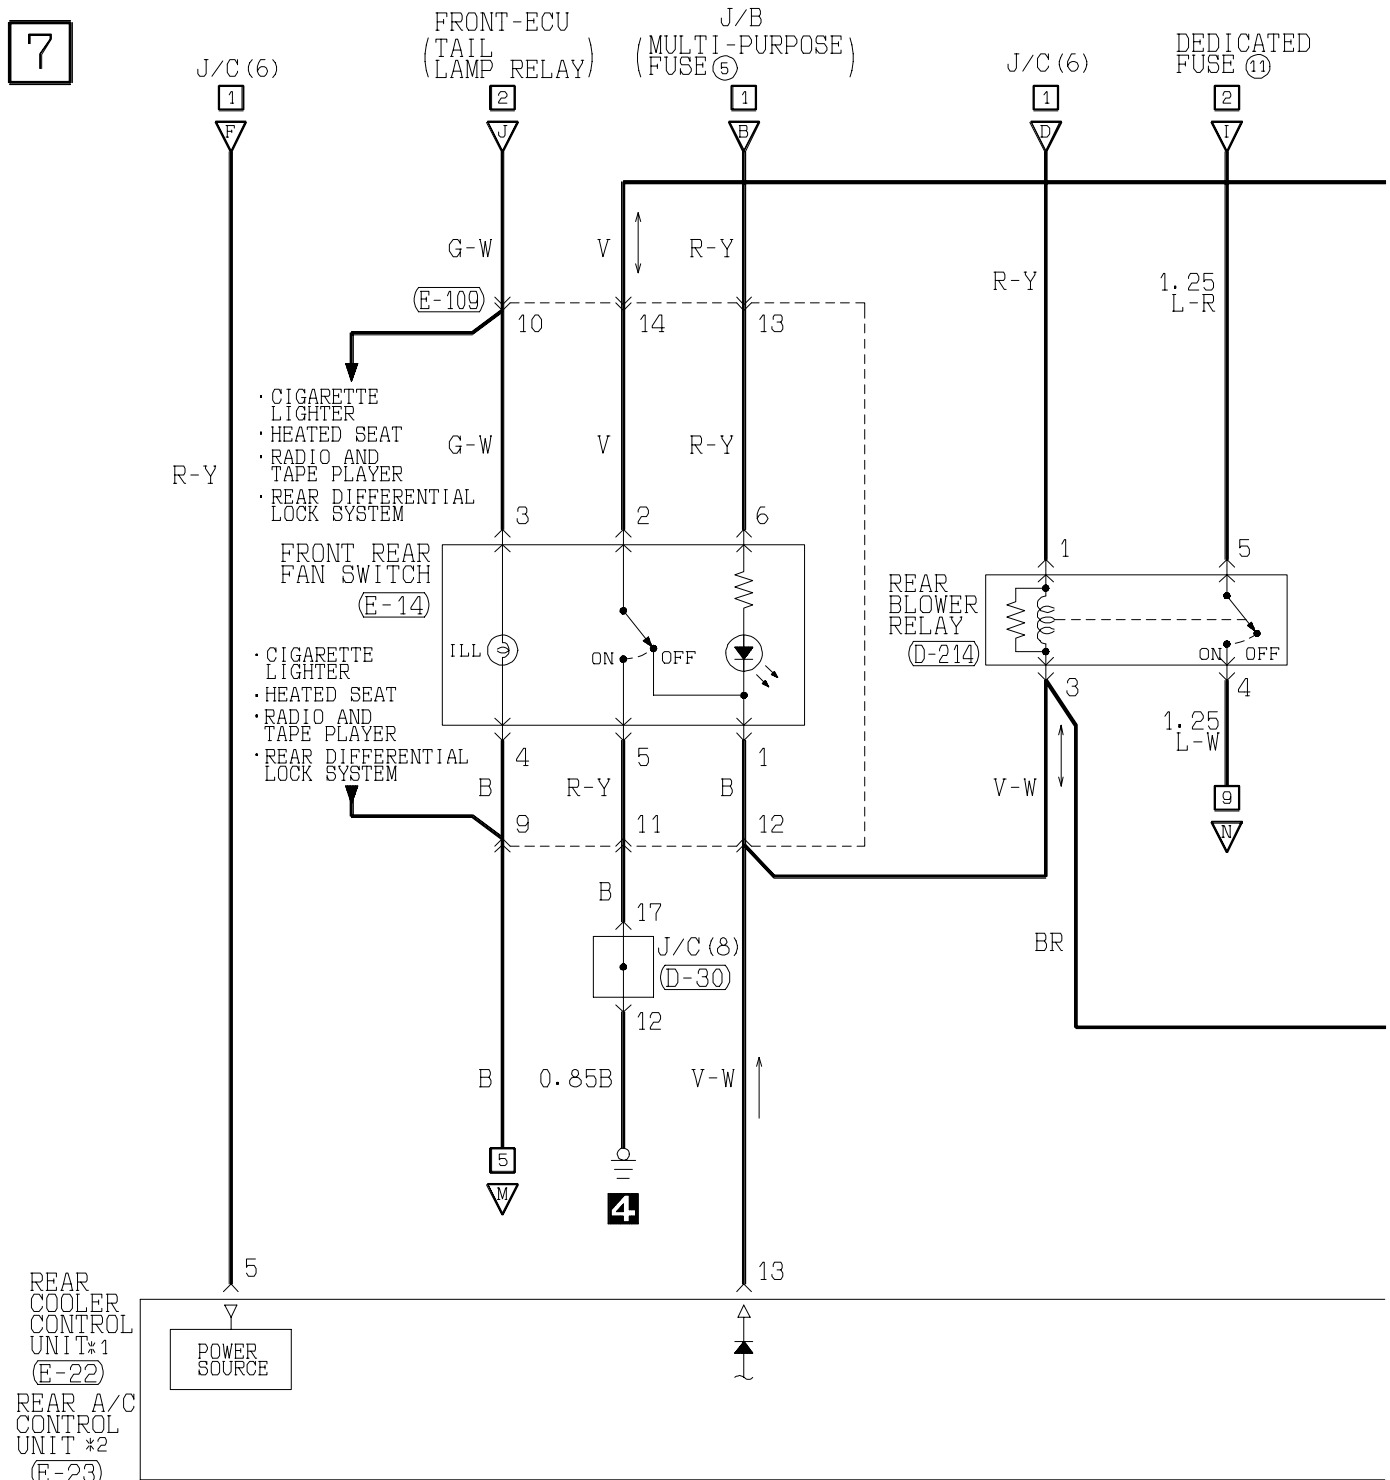 7
J/C(6)
1
F
FRONT-ECU
(TAIL
LAMP RELAY)
2
J
J/B
(MULTI-PURPOSE
FUSE⑤)
1
B
J/C(6)
1
D
DEDICATED
FUSE⑪
2
I
G-W
V
R-Y
R-Y
1.25
L-R
E-109
10
14
13
· CIGARETTE
LIGHTER
· HEATED SEAT
· RADIO AND
TAPE PLAYER
· REAR DIFFERENTIAL
LOCK SYSTEM
R-Y
G-W
V
R-Y
3
2
6
FRONT REAR
FAN SWITCH
E-14
ILL
ON
OFF
1
5
REAR
BLOWER
RELAY
D-214
ON
OFF
3
4
· CIGARETTE
LIGHTER
· HEATED SEAT
· RADIO AND
TAPE PLAYER
· REAR DIFFERENTIAL
LOCK SYSTEM
4
5
1
1.25
L-W
B
R-Y
B
V-W
9
N
9
11
12
B
17
J/C(8)
D-30
12
BR
B
0.85B
V-W
5
M
4
5
13
REAR
COOLER
CONTROL
UNIT※1
E-22
REAR A/C
CONTROL
UNIT ※2
E-23
POWER
SOURCE